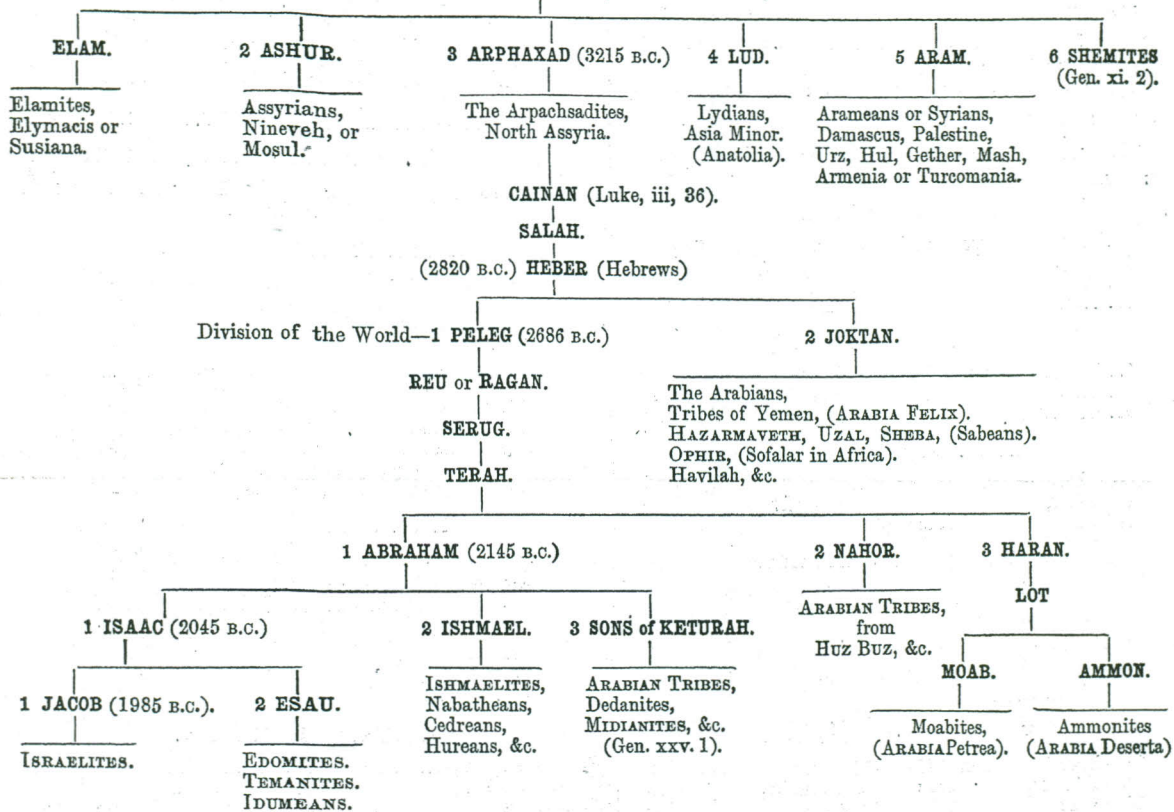 ELAM.
2 ASHUR.
3 ARPHAXAD (3215 B.C.)
4 LUD.
5 ARAM.
6 SHEMITES
(Gen. xi. 2).
Elamites,
Elymacis or
Susiana.
Assyrians,
Nineveh, or
Mosul.
The Arpachsadites,
North Assyria.
Lydians,
Asia Minor.
(Anatolia).
Arameans or Syrians,
Damascus, Palestine,
Urz, Hul, Gether, Mash,
Armenia or Turcomania.
CAINAN (Luke, iii, 36).
SALAH.
(2820 B.C.) HEBER (Hebrews)
Division of the World—1 PELEG (2686 B.C.)
2 JOKTAN.
REU or RAGAN.
SERUG.
TERAH.
The Arabians,
Tribes of Yemen, (ARABIA FELIX).
HAZARMAVETH, UZAL, SHEBA, (Sabeans).
OPHIR, (Sofalar in Africa).
Havilah, &c.
1 ABRAHAM (2145 B.C.)
2 NAHOR.
3 HARAN.
ARABIAN TRIBES,
from
HUZ BUZ, &c.
LOT
1 ISAAC (2045 B.C.)
2 ISHMAEL.
3 SONS of KETURAH.
MOAB.
AMMON.
ISHMAELITES,
Nabatheans,
Cedreans,
Hureans, &c.
ARABIAN TRIBES,
Dedanites,
MIDIANITES, &c.
(Gen. xxv. 1).
Moabites,
(ARABIA Petrea).
Ammonites
(ARABIA Deserta)
1 JACOB (1985 B.C.).
2 ESAU.
ISRAELITES.
EDOMITES.
TEMANITES.
IDUMEANS.